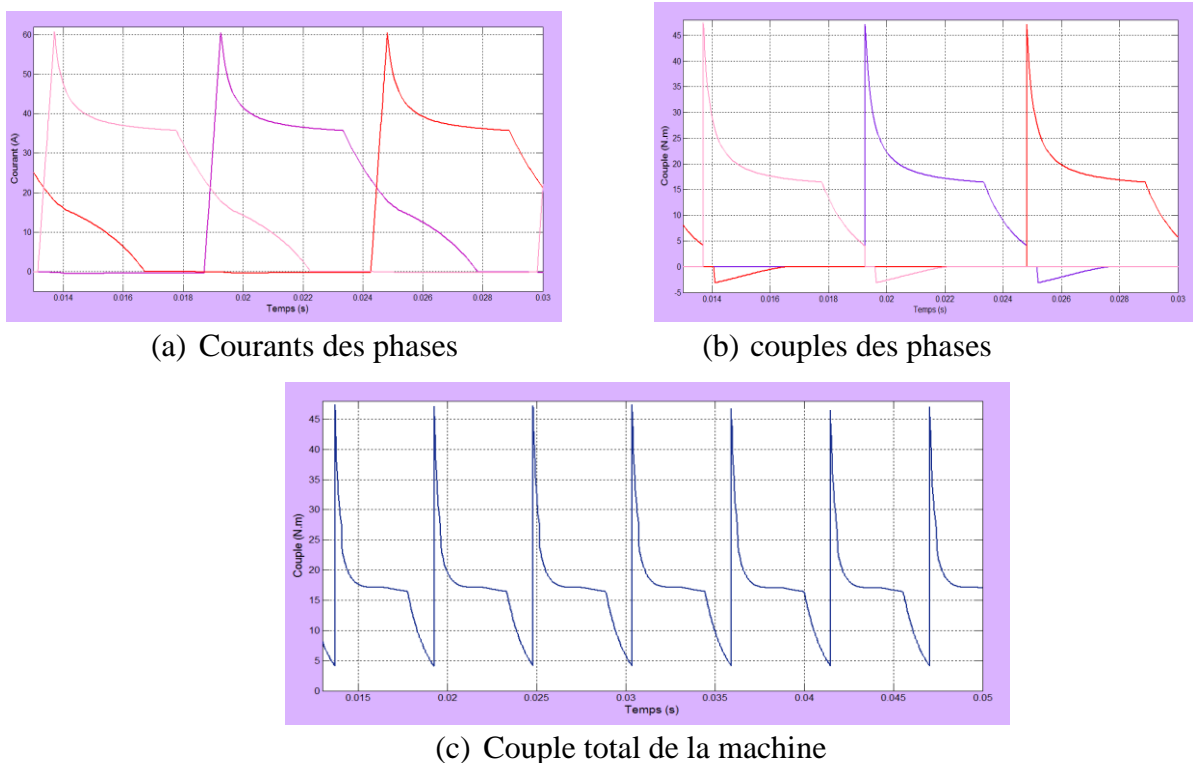 60
50
40
30
20
10
0
Courant (A)
0.014 0.016 0.018 0.02 0.022 0.024 0.026 0.028 0.03
Temps (s)
45
40
35
30
25
20
15
10
5
0
-5
Couple (N.m)
0.014 0.016 0.018 0.02 0.022 0.024 0.026 0.028 0.03
Temps (s)
(a) Courants des phases
(b) couples des phases
45
40
35
30
25
20
15
10
5
0
Couple (N.m)
0.015 0.02 0.025 0.03 0.035 0.04 0.045 0.05
Temps (s)
(c) Couple total de la machine